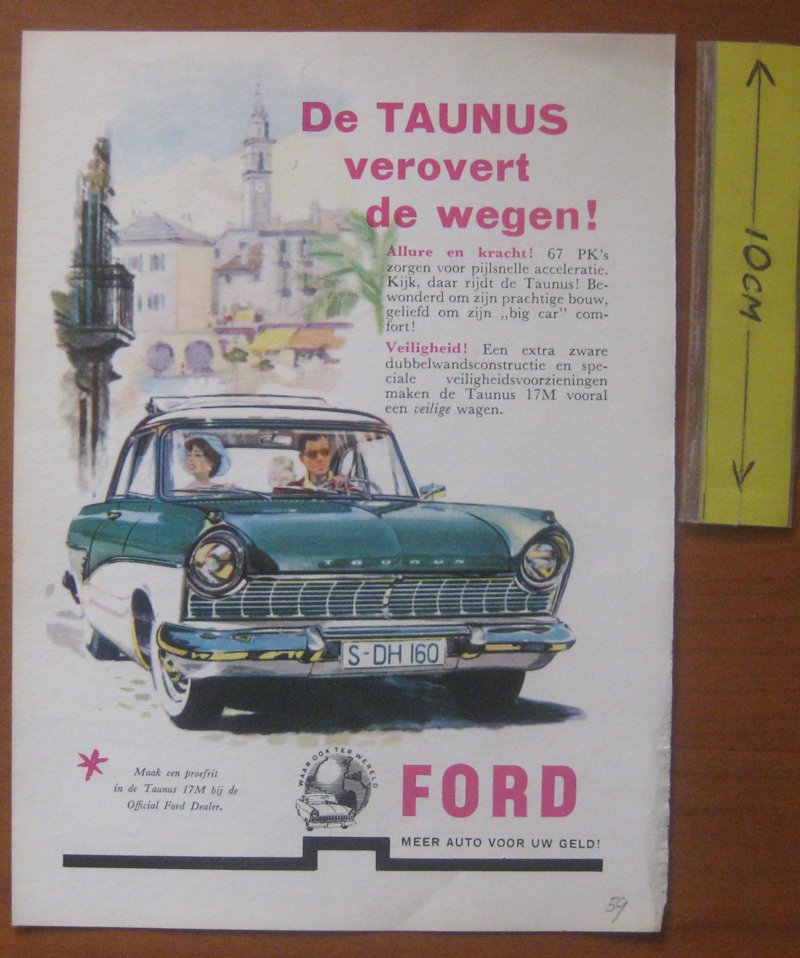 De TAUNUS
verovert
de wegen!
Allure en kracht! 67 PK's
zorgen voor pijlsnelle acceleratie.
Kijk, daar rijdt de Taunus! Be-
wonderd om zijn prachtige bouw,
geliefd om zijn „big car” com-
fort!
Veiligheid! Een extra zware
dubbelwandsconstructie en spe-
ciale veiligheidsvoorzieningen
maken de Taunus 17M vooral
een veilige wagen.
10CM
TAUNUS
S-DH 160
* Maak een proefrit
in de Taunus 17M bij de
Official Ford Dealer.
WAAR OOK TER WERELD
FORD
MEER AUTO VOOR UW GELD!
59